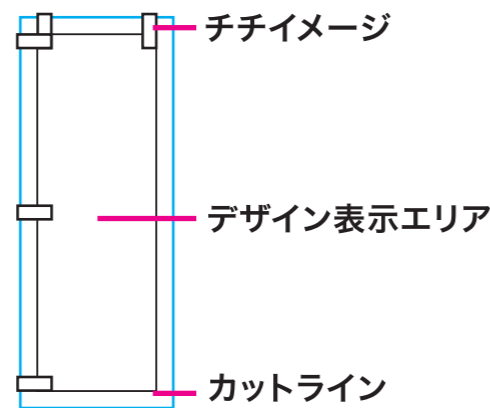 チチイメージ
デザイン表示エリア
カットライン